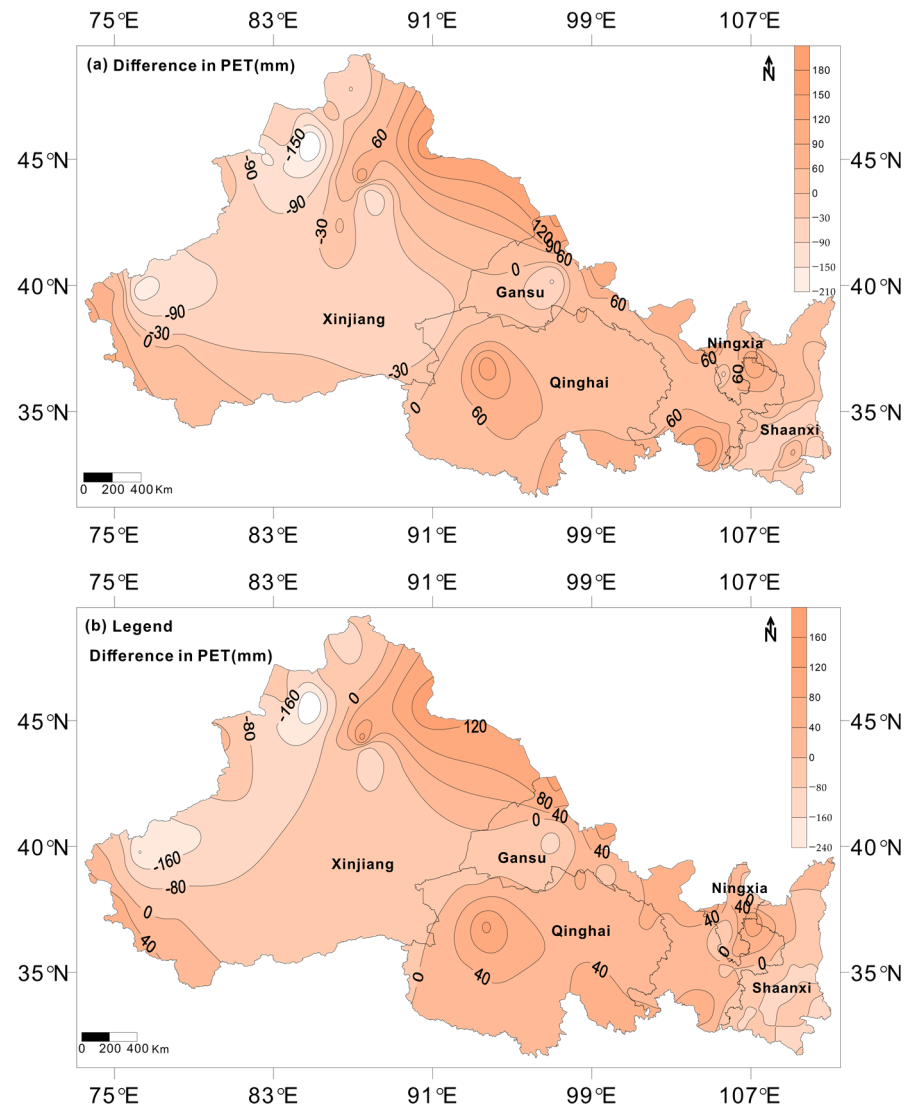 75°E 83°E 91°E 99°E 107°E
(a) Difference in PET(mm)
N
180
150
120
90
60
0
-30
-90
-150
-210
45°N 45°N
40°N 40°N
35°N 35°N
-150
-90
60
-90
-30
120
90
60
0
Gansu
60
-90
Xinjiang
-30
0
Ningxia
60
60
-30
Qinghai
0
60
60
Shaanxi
0 200 400 Km
75°E 83°E 91°E 99°E 107°E
75°E 83°E 91°E 99°E 107°E
(b) Legend
Difference in PET(mm)
N
160
120
80
40
0
-80
-160
-240
45°N 45°N
40°N 40°N
35°N 35°N
-160
0
-80
120
80
40
0
40
Gansu
-160
Xinjiang
-80
Ningxia
0
40
40
0
40
Qinghai
0
0
0
40
40
Shaanxi
0 200 400 Km
75°E 83°E 91°E 99°E 107°E